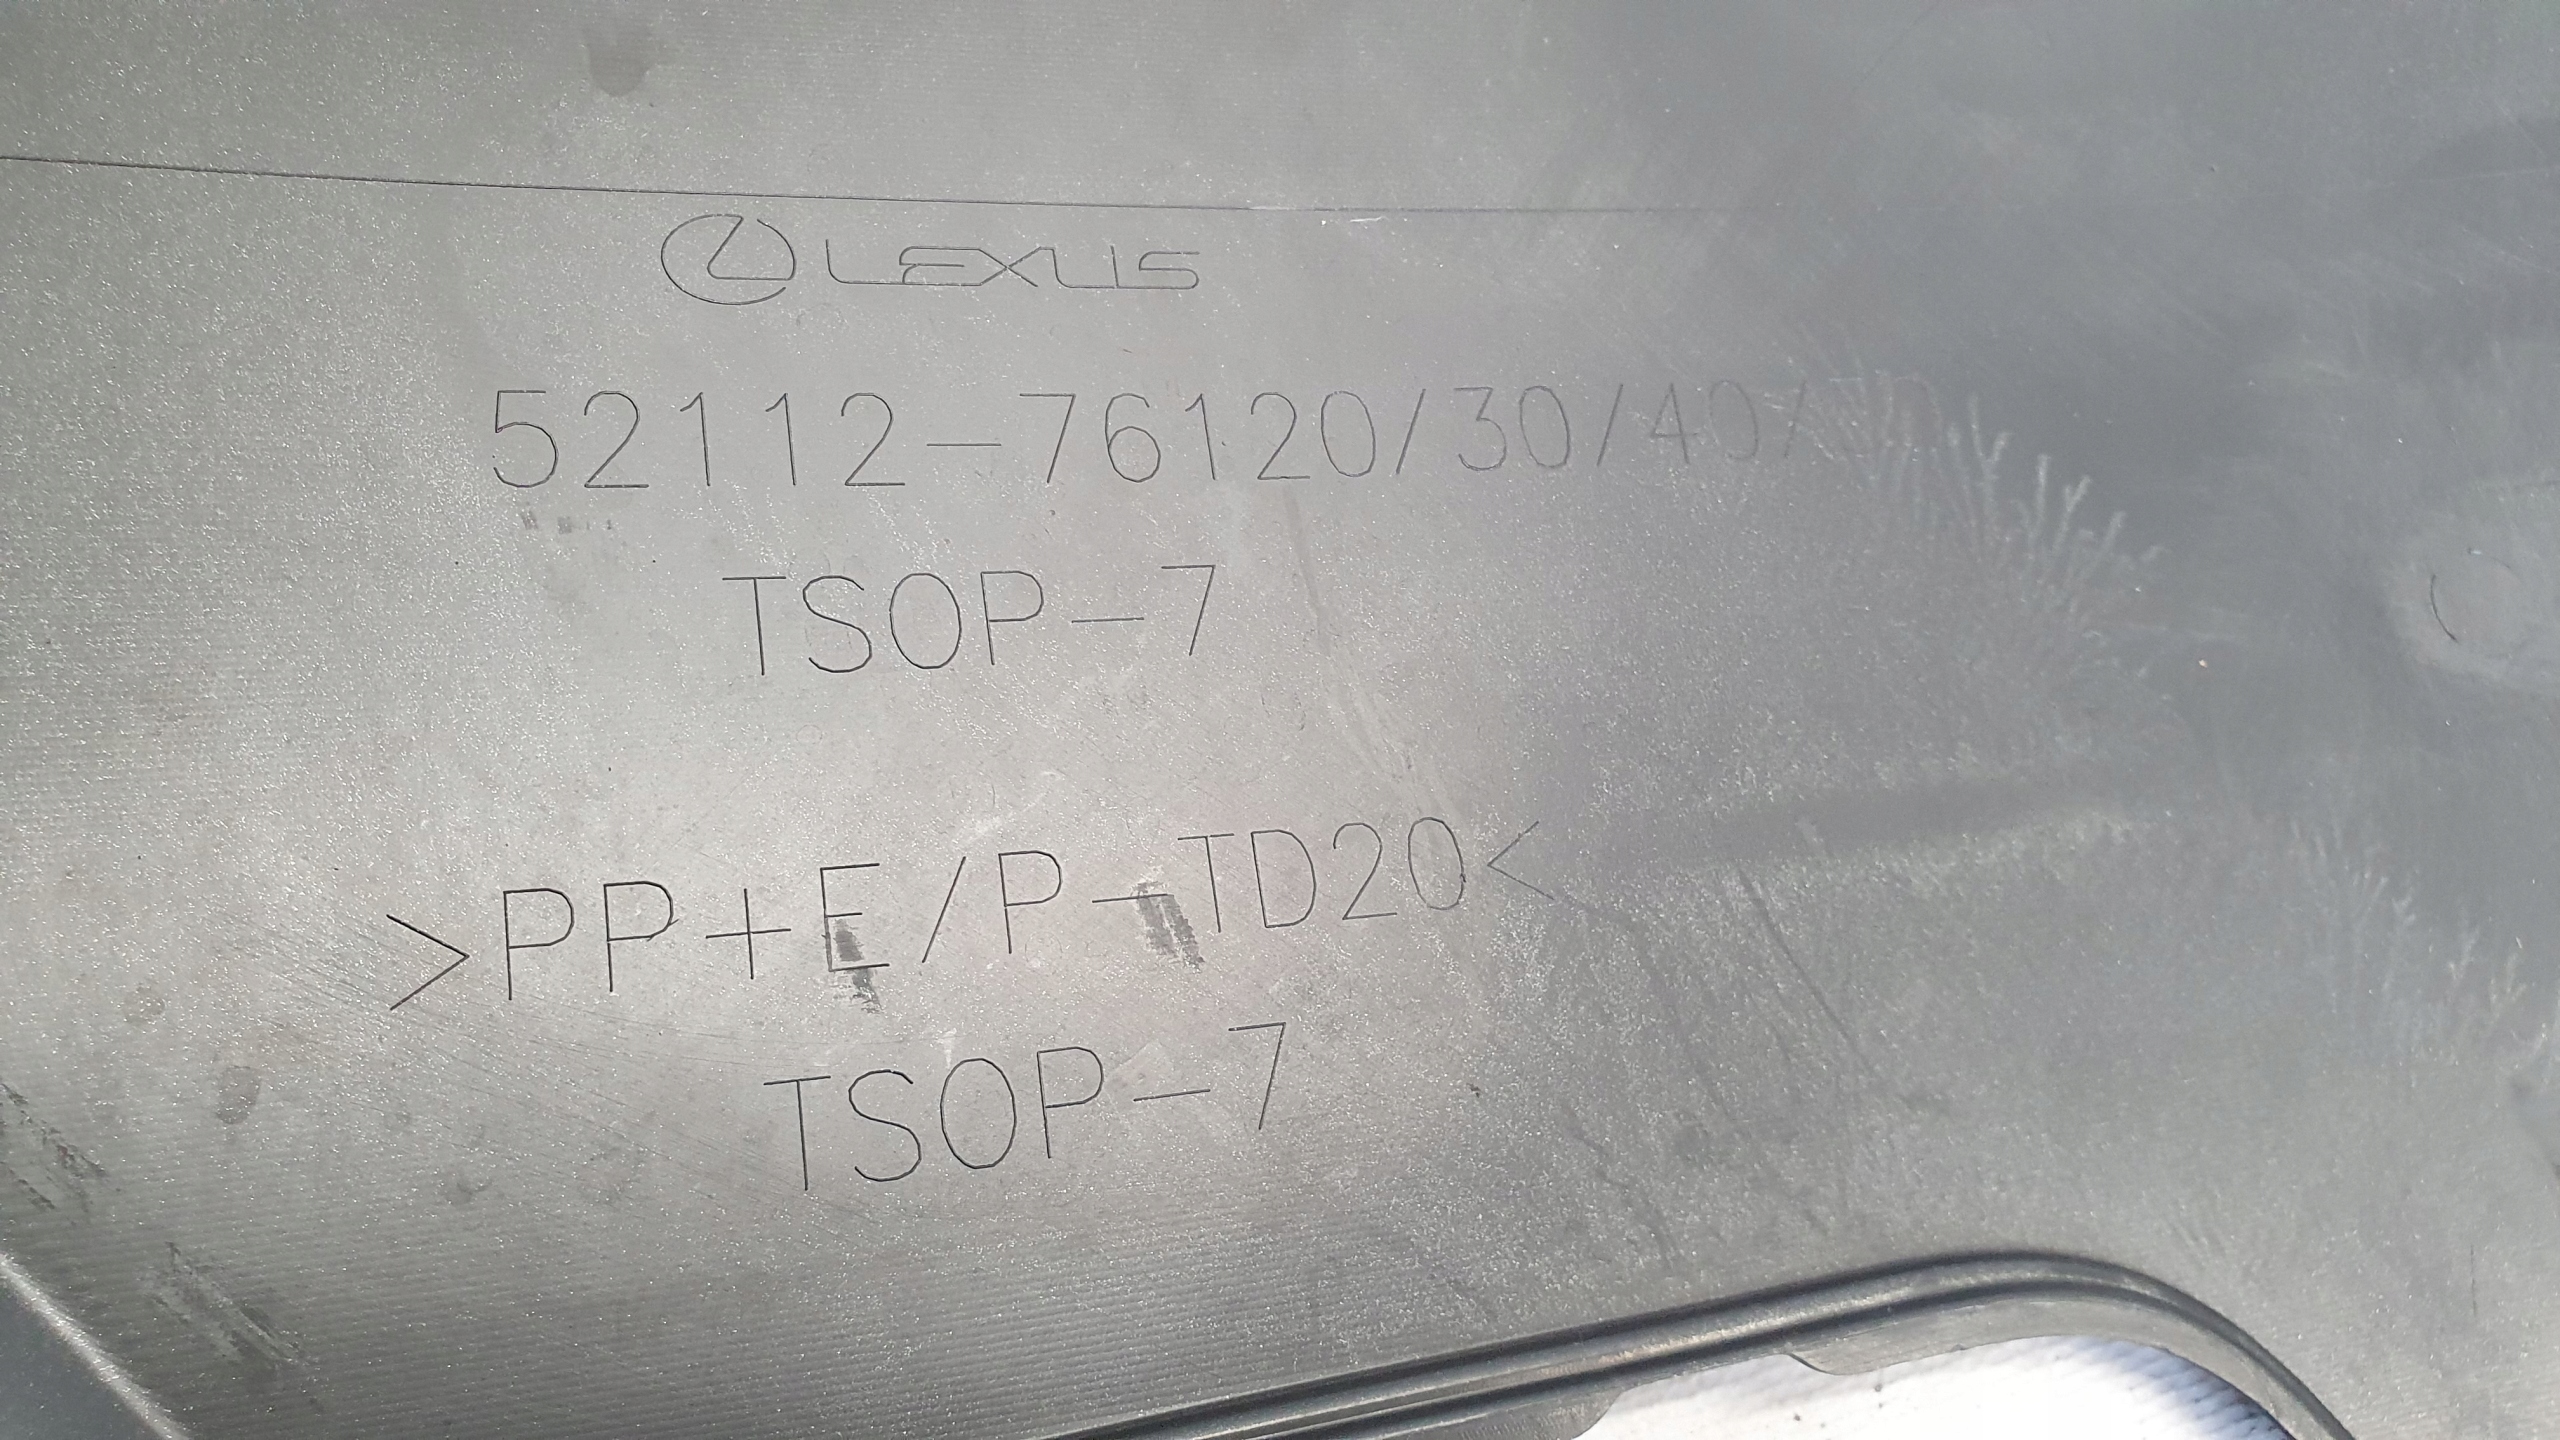 LEXUS
52112-76120/30/40/
TSOP-7
>PP+E/P-TD20<
TSOP-7